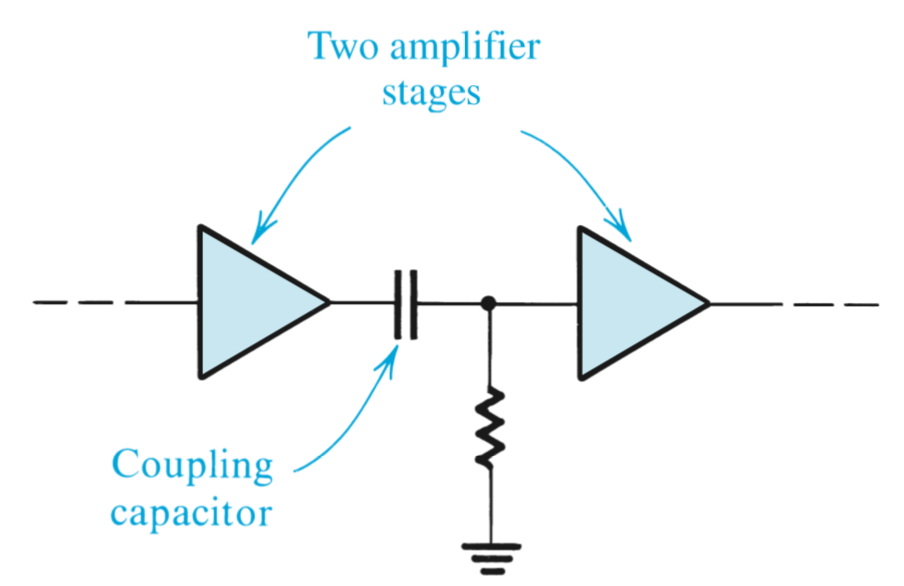 Two amplifier
stages
Coupling
capacitor